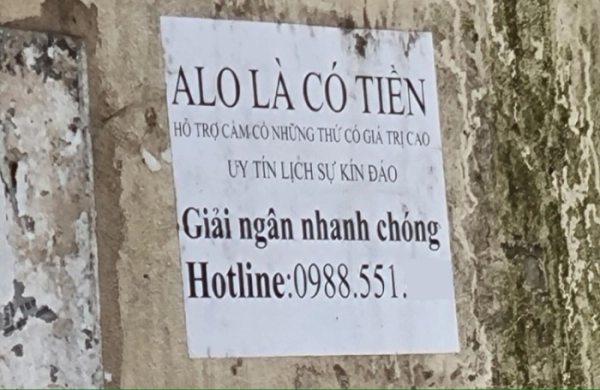 ALO LÀ CÓ TIỀN
HỖ TRỢ CẦM CỐ NHỮNG THỨ CÓ GIÁ TRỊ CAO
UY TÍN LỊCH SỰ KÍN ĐÁO
Giải ngân nhanh chóng
Hotline:0988.551.